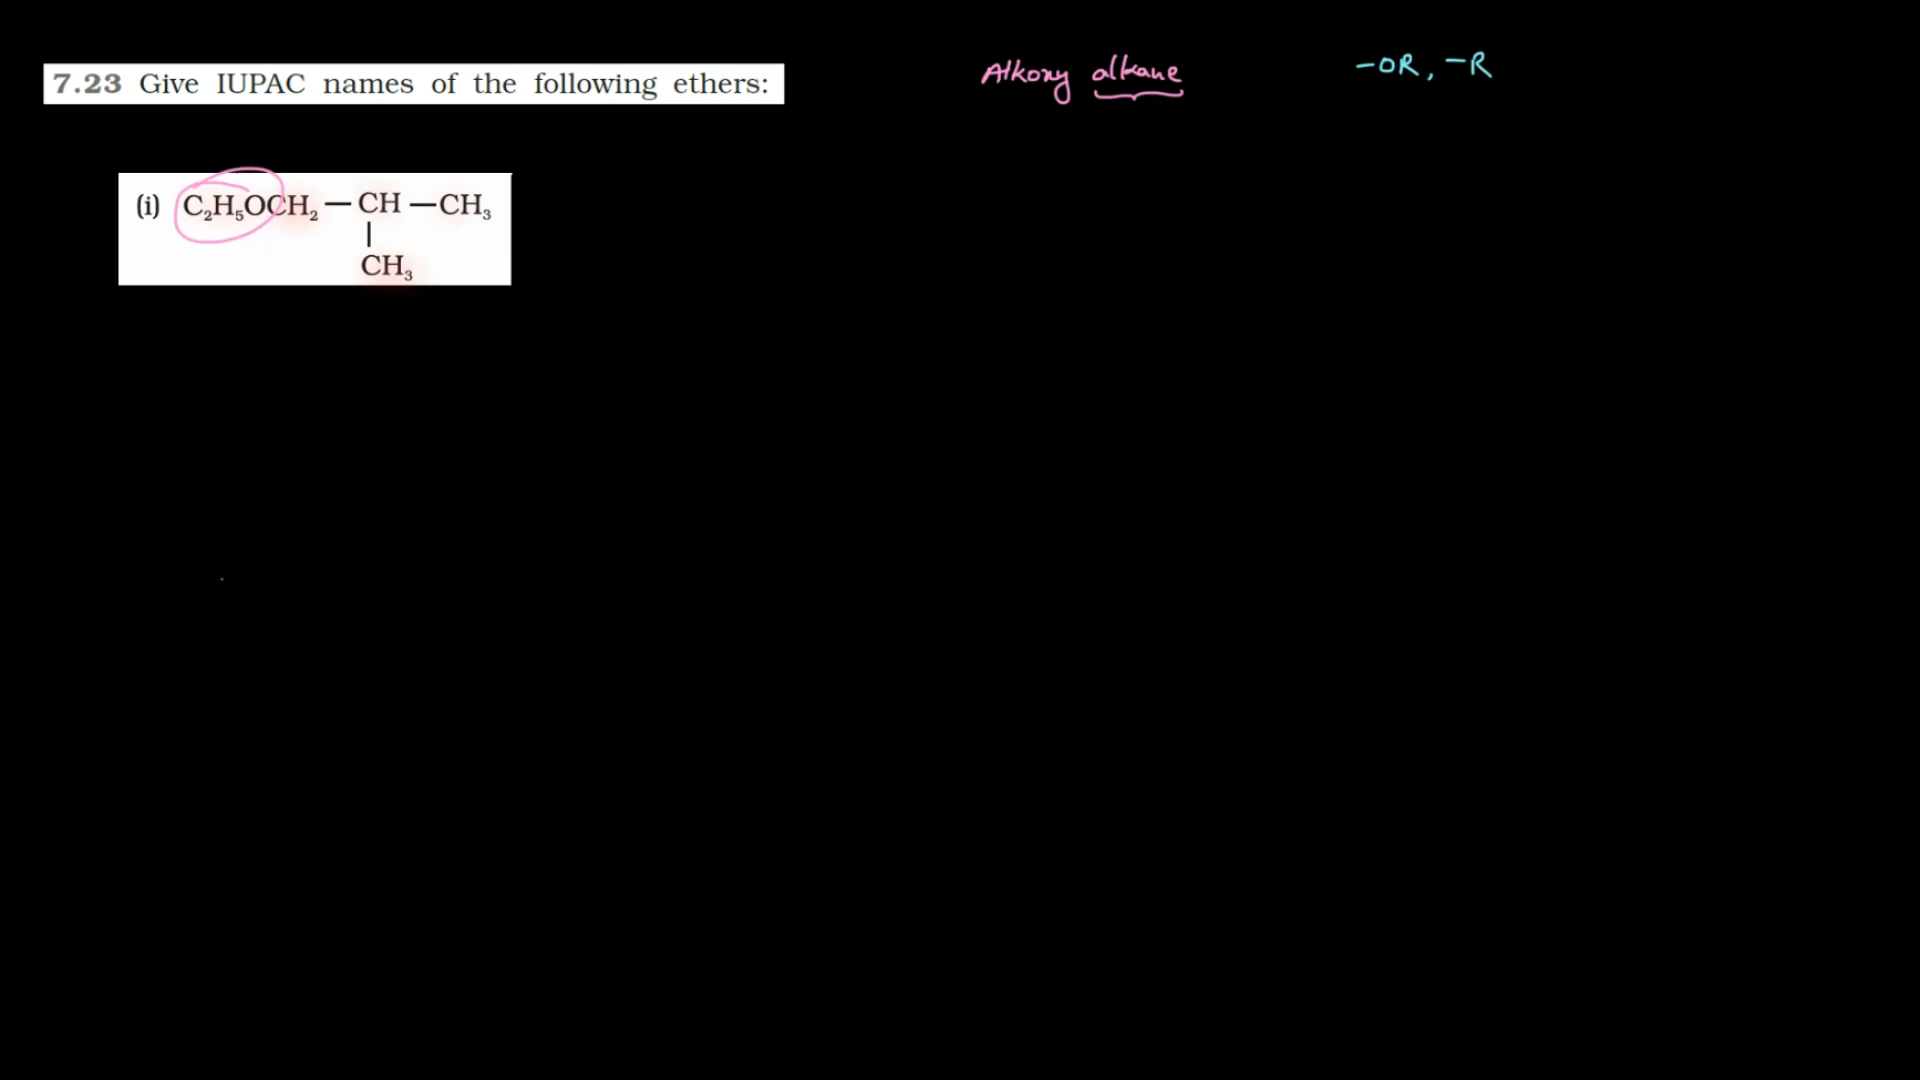 7.23 Give IUPAC names of the following ethers:
Alkoxy alkane
-OR, -R
(i) C₂H₅OCH₂ — CH — CH₃
|
CH₃